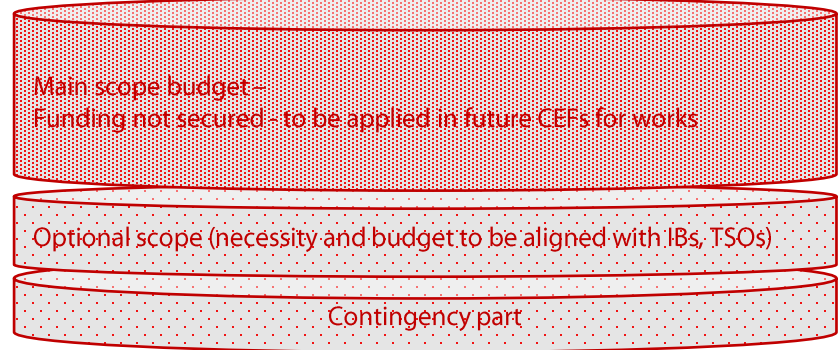 Main scope budget –
Funding not secured - to be applied in future CEFs for works
Optional scope (necessity and budget to be aligned with IBs, TSOs)
Contingency part